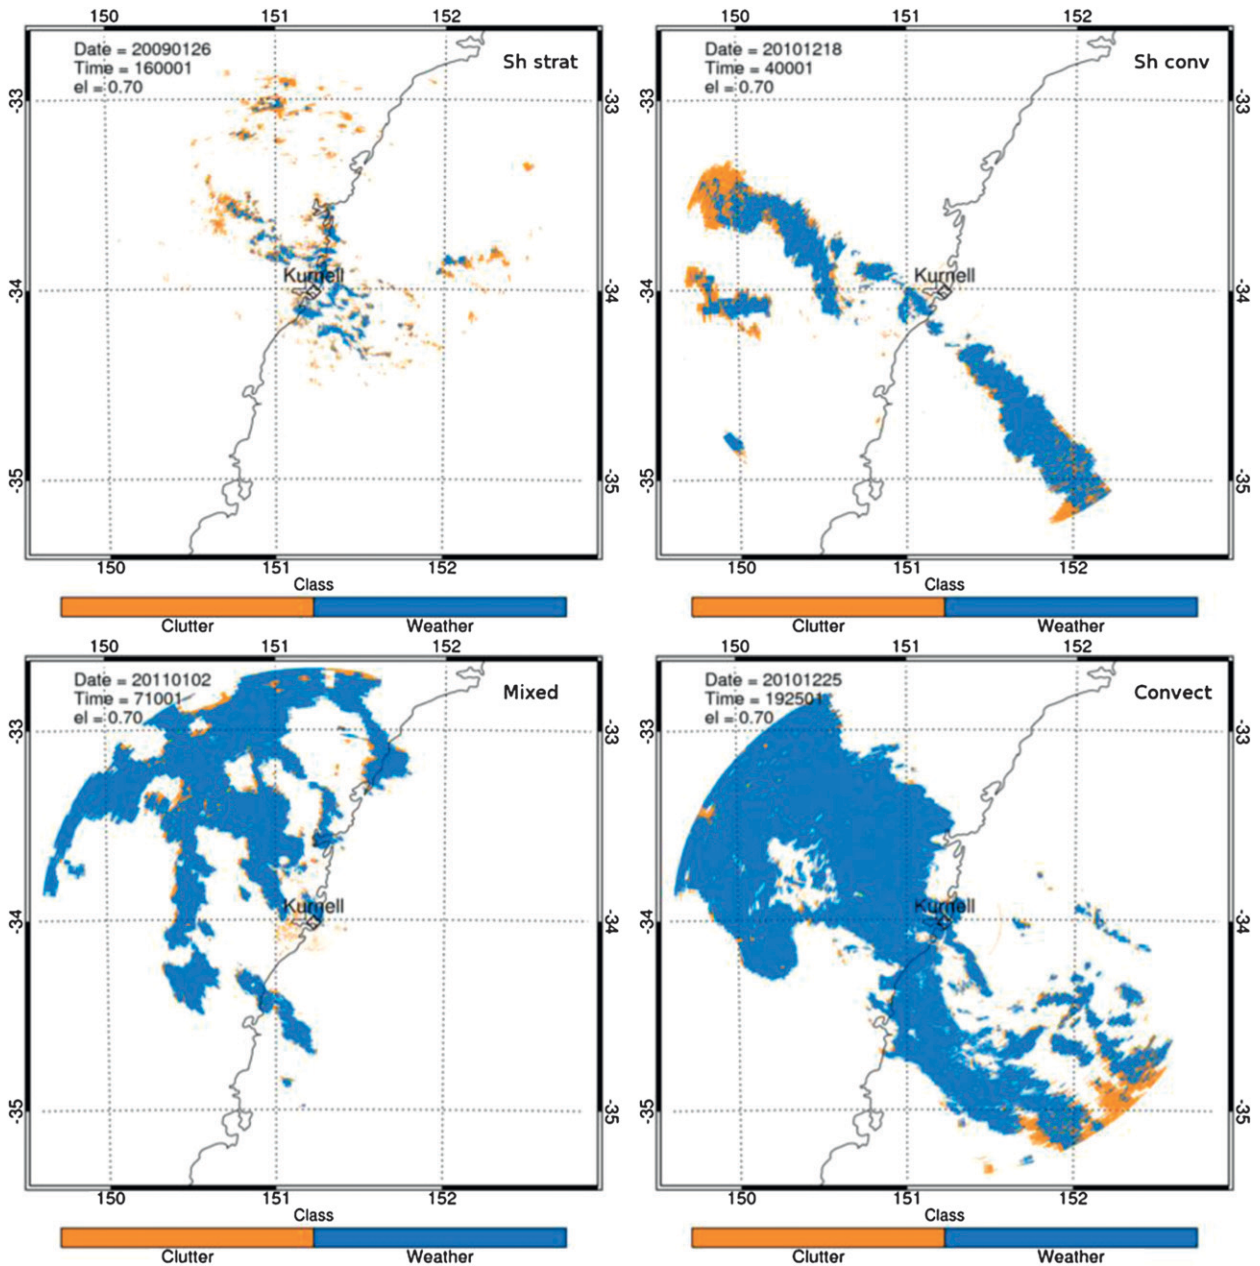 150 151 152
Date = 20090126
Time = 160001
el = 0.70
Sh strat
-33
Kurnell
-34
-34
-35
-35
150 151 152
Class
Clutter Weather
150 151 152
Date = 20101218
Time = 40001
el = 0.70
Sh conv
-33
-33
Kurnell
-34
-34
-35
-35
150 151 152
Class
Clutter Weather
150 151 152
Date = 20110102
Time = 71001
el = 0.70
Mixed
-33
-33
Kurnell
-34
-34
-35
-35
150 151 152
Class
Clutter Weather
150 151 152
Date = 20101225
Time = 192501
el = 0.70
Convect
-33
-33
Kurnell
-34
-34
-35
-35
150 151 152
Class
Clutter Weather